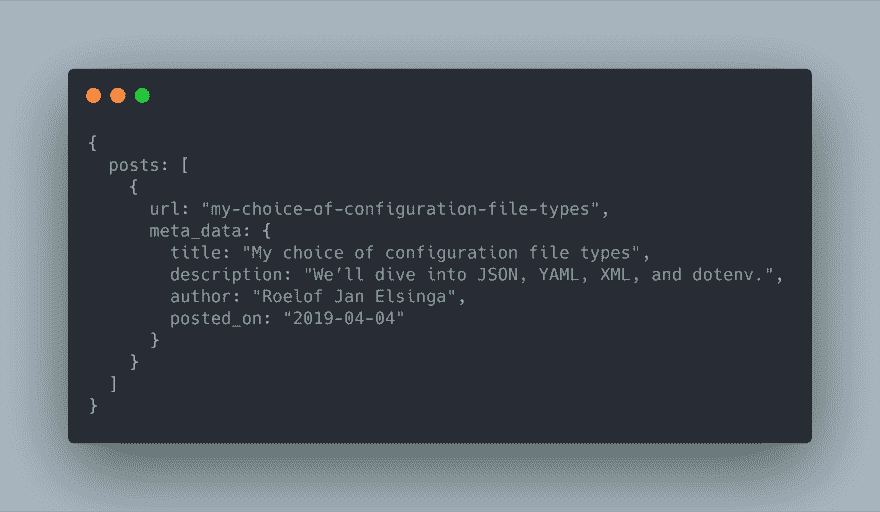 {
  posts: [
    {
      url: "my-choice-of-configuration-file-types",
      meta_data: {
        title: "My choice of configuration file types",
        description: "We’ll dive into JSON, YAML, XML, and dotenv.",
        author: "Roelof Jan Elsinga",
        posted_on: "2019-04-04"
      }
    }
  ]
}